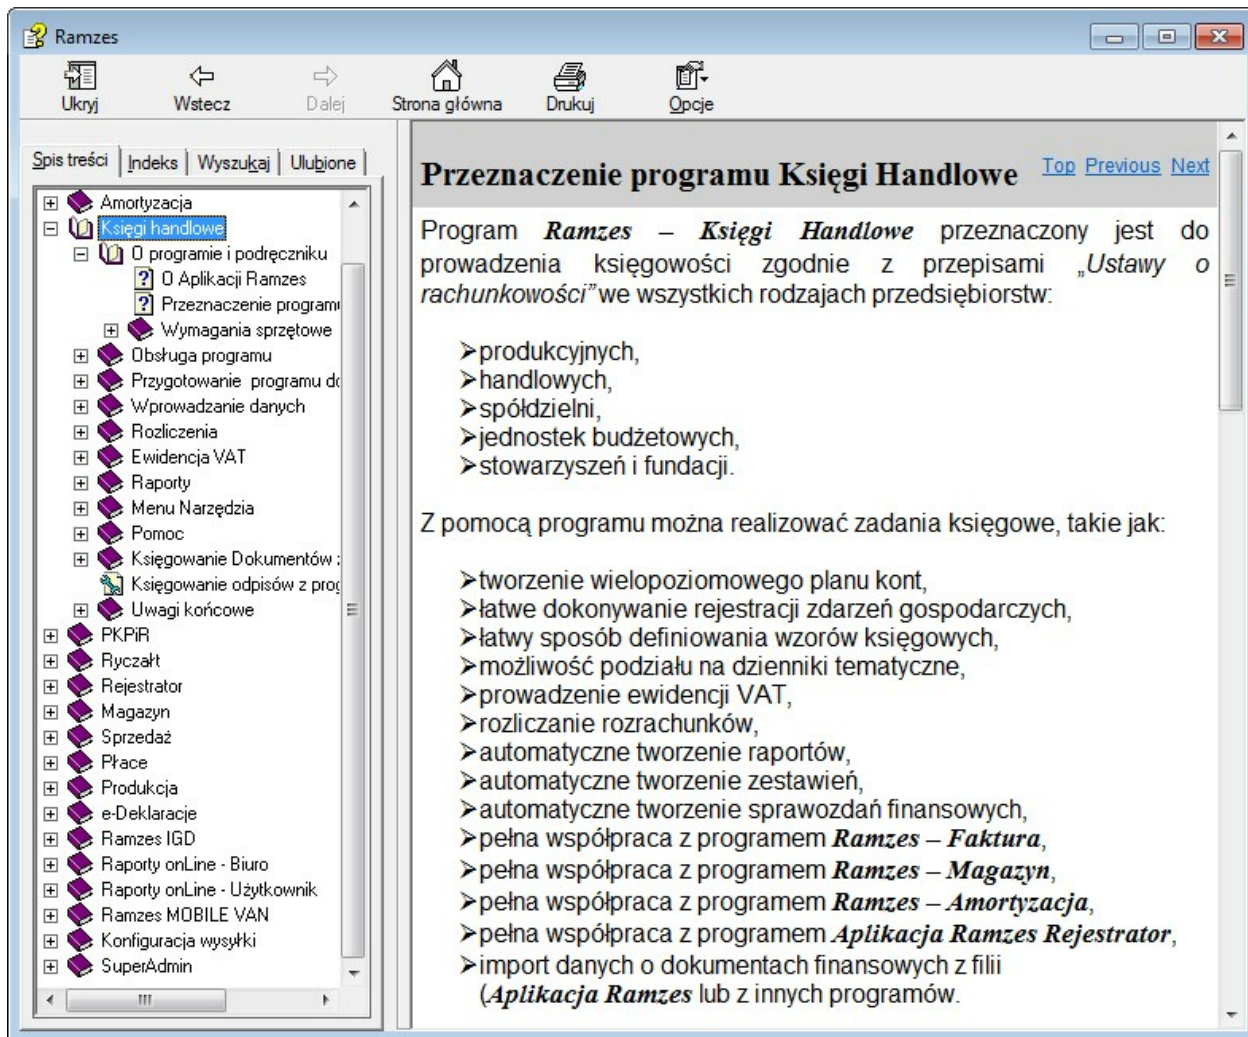 Ramzes
Ukryj Wstecz Dalej Strona główna Drukuj Opcje
Spis treści Indeks Wyszukaj Ulubione
Amortyzacja
Księgi handlowe
O programie i podręczniku
O Aplikacji Ramzes
Przeznaczenie programu
Wymagania sprzętowe
Obsługa programu
Przygotowanie programu do
Wprowadzanie danych
Rozliczenia
Ewidencja VAT
Raporty
Menu Narzędzia
Pomoc
Księgowanie Dokumentów z
Księgowanie odpisów z prog
Uwagi końcowe
PKPiR
Ryczałt
Rejestrator
Magazyn
Sprzedaż
Płace
Produkcja
e-Deklaracje
Ramzes IGD
Raporty onLine - Biuro
Raporty onLine - Użytkownik
Ramzes MOBILE VAN
Konfiguracja wysyłki
SuperAdmin
Przeznaczenie programu Księgi Handlowe Top Previous Next
Program Ramzes – Księgi Handlowe przeznaczony jest do
prowadzenia księgowości zgodnie z przepisami „Ustawy o
rachunkowości” we wszystkich rodzajach przedsiębiorstw:
➢produkcyjnych,
➢handlowych,
➢spółdzielni,
➢jednostek budżetowych,
➢stowarzyszeń i fundacji.
Z pomocą programu można realizować zadania księgowe, takie jak:
➢tworzenie wielopoziomowego planu kont,
➢łatwe dokonywanie rejestracji zdarzeń gospodarczych,
➢łatwy sposób definiowania wzorów księgowych,
➢możliwość podziału na dzienniki tematyczne,
➢prowadzenie ewidencji VAT,
➢rozliczanie rozrachunków,
➢automatyczne tworzenie raportów,
➢automatyczne tworzenie zestawień,
➢automatyczne tworzenie sprawozdań finansowych,
➢pełna współpraca z programem Ramzes – Faktura,
➢pełna współpraca z programem Ramzes – Magazyn,
➢pełna współpraca z programem Ramzes – Amortyzacja,
➢pełna współpraca z programem Aplikacja Ramzes Rejestrator,
➢import danych o dokumentach finansowych z filii
(Aplikacja Ramzes lub z innych programów.